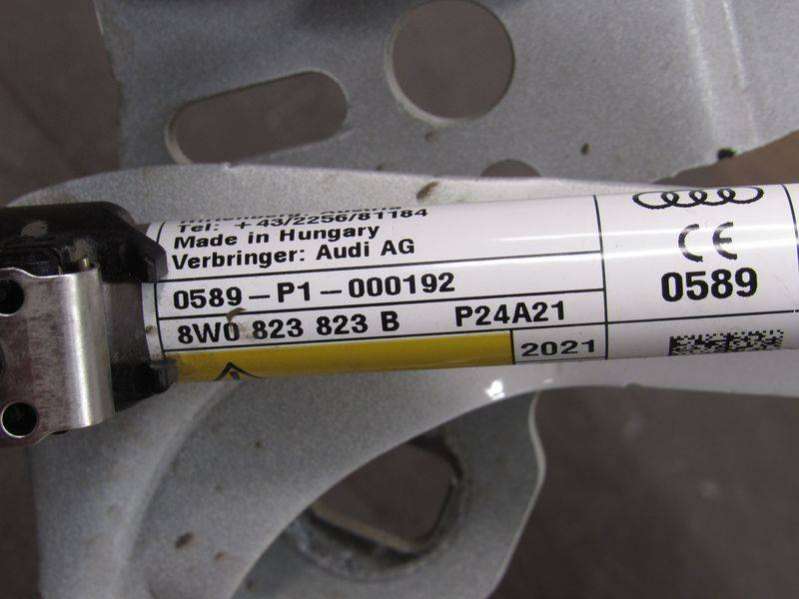 Tel: +43/2256/81184
Made in Hungary
Verbringer: Audi AG
0589-P1-000192
8W0 823 823 B P24A21
2021
CE
0589